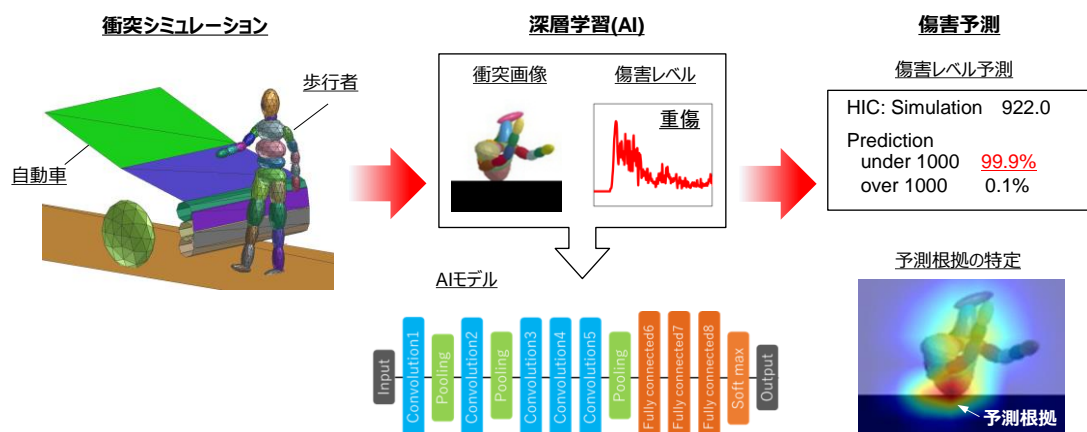 衝突シミュレーション
歩行者
自動車
深層学習(AI)
衝突画像
傷害レベル
重傷
AIモデル
Input
Convolution1
Pooling
Convolution2
Pooling
Convolution3
Convolution4
Convolution5
Pooling
Fully connected6
Fully connected7
Fully connected8
Soft max
Output
傷害予測
傷害レベル予測
HIC: Simulation 922.0
Prediction
under 1000 99.9%
over 1000 0.1%
予測根拠の特定
予測根拠